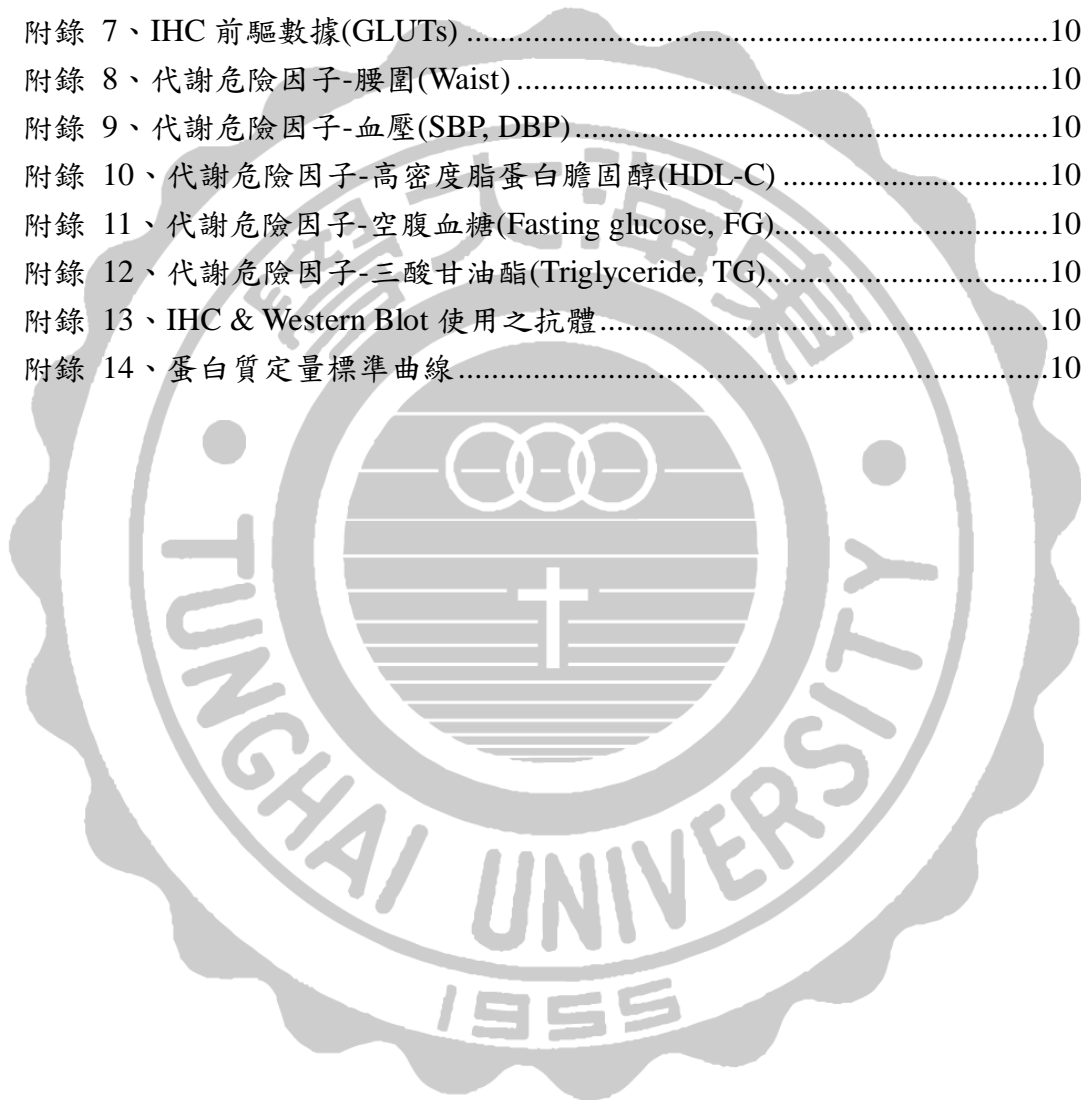 附錄 7、IHC 前驅數據(GLUTs) ........................................................................10
附錄 8、代謝危險因子-腰圍(Waist) ..................................................................10
附錄 9、代謝危險因子-血壓(SBP, DBP)...........................................................10
附錄 10、代謝危險因子-高密度脂蛋白膽固醇(HDL-C) .................................10
附錄 11、代謝危險因子-空腹血糖(Fasting glucose, FG)..................................10
附錄 12、代謝危險因子-三酸甘油酯(Triglyceride, TG)...................................10
附錄 13、IHC & Western Blot 使用之抗體........................................................10
附錄 14、蛋白質定量標準曲線.........................................................................10
學大海東
TUNGHAI UNIVERSITY
1955